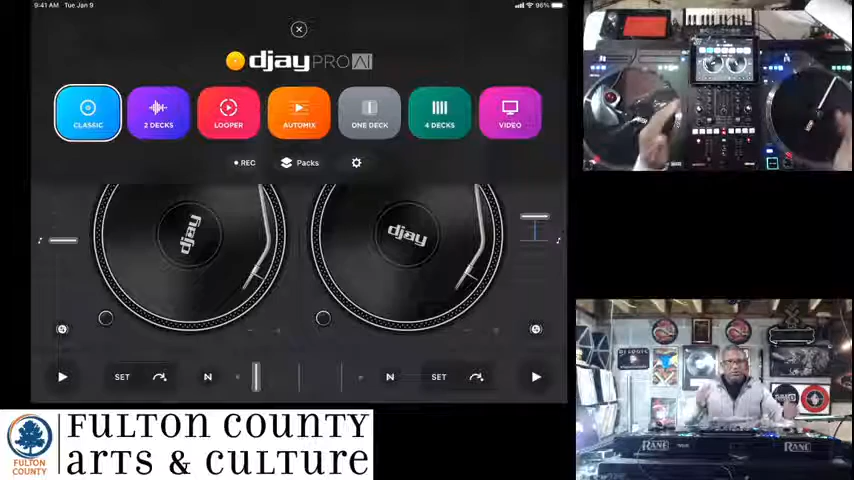 9:41 AM Tue Jan 9
96%
djay PRO AI
CLASSIC
2 DECKS
LOOPER
AUTOMIX
ONE DECK
4 DECKS
VIDEO
REC
Packs
djay
djay
SET
SET
RANE
RANE
FULTON COUNTY
FULTON COUNTY
arts & CULTURE